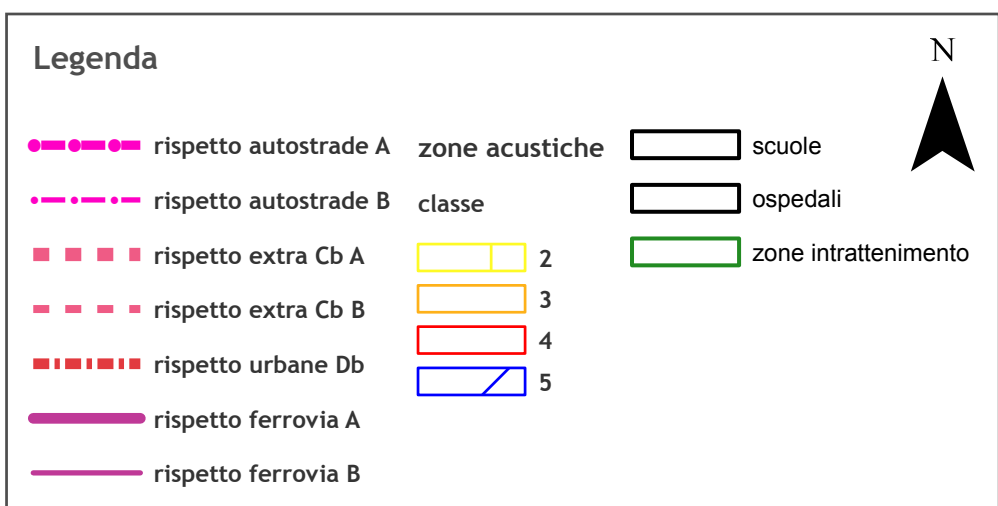 Legenda
N
rispetto autostrade A
rispetto autostrade B
rispetto extra Cb A
rispetto extra Cb B
rispetto urbane Db
rispetto ferrovia A
rispetto ferrovia B
zone acustiche
classe
2
3
4
5
scuole
ospedali
zone intrattenimento